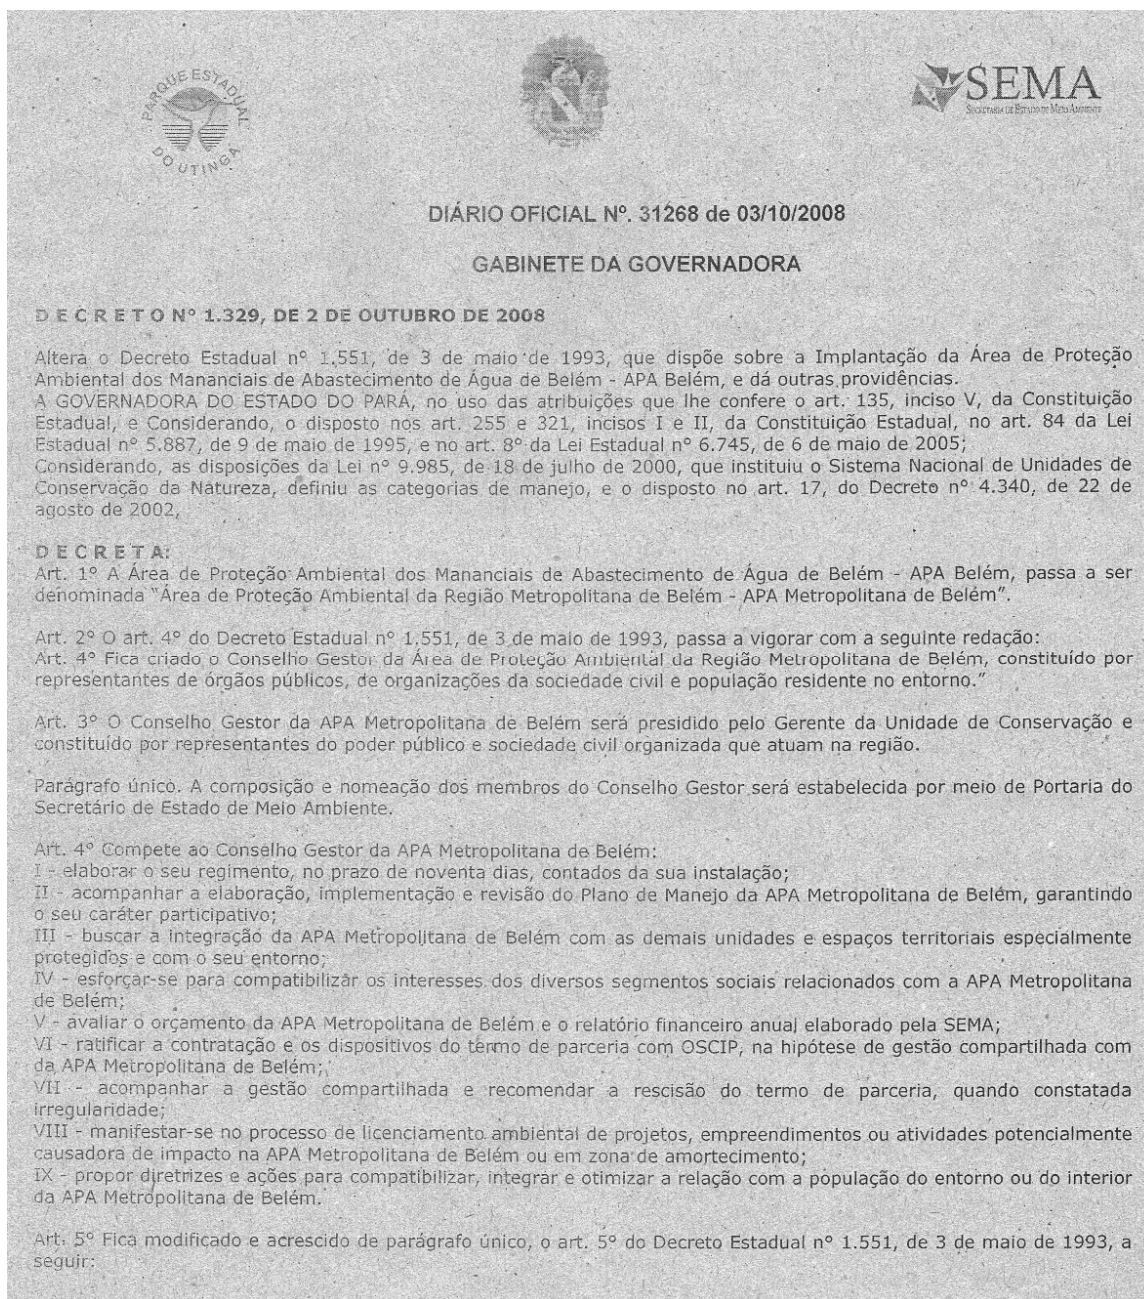 PARQUE ESTADUAL
DO UTINGA
SEMA
SECRETARIA DE ESTADO DE MEIO AMBIENTE
DIÁRIO OFICIAL Nº. 31268 de 03/10/2008
GABINETE DA GOVERNADORA
D E C R E T O Nº 1.329, DE 2 DE OUTUBRO DE 2008
Altera o Decreto Estadual nº 1.551, de 3 de maio de 1993, que dispõe sobre a Implantação da Área de Proteção
Ambiental dos Mananciais de Abastecimento de Água de Belém - APA Belém, e dá outras providências.
A GOVERNADORA DO ESTADO DO PARÁ, no uso das atribuições que lhe confere o art. 135, inciso V, da Constituição
Estadual, e Considerando, o disposto nos art. 255 e 321, incisos I e II, da Constituição Estadual, no art. 84 da Lei
Estadual nº 5.887, de 9 de maio de 1995, e no art. 8º da Lei Estadual nº 6.745, de 6 de maio de 2005;
Considerando, as disposições da Lei nº 9.985, de 18 de julho de 2000, que instituiu o Sistema Nacional de Unidades de
Conservação da Natureza, definiu as categorias de manejo, e o disposto no art. 17, do Decreto nº 4.340, de 22 de
agosto de 2002,
D E C R E T A:
Art. 1º A Área de Proteção Ambiental dos Mananciais de Abastecimento de Água de Belém - APA Belém, passa a ser
denominada "Área de Proteção Ambiental da Região Metropolitana de Belém - APA Metropolitana de Belém".
Art. 2º O art. 4º do Decreto Estadual nº 1.551, de 3 de maio de 1993, passa a vigorar com a seguinte redação:
Art. 4º Fica criado o Conselho Gestor da Área de Proteção Ambiental da Região Metropolitana de Belém, constituído por
representantes de órgãos públicos, de organizações da sociedade civil e população residente no entorno."
Art. 3º O Conselho Gestor da APA Metropolitana de Belém será presidido pelo Gerente da Unidade de Conservação e
constituído por representantes do poder público e sociedade civil organizada que atuam na região.
Parágrafo único. A composição e nomeação dos membros do Conselho Gestor será estabelecida por meio de Portaria do
Secretário de Estado de Meio Ambiente.
Art. 4º Compete ao Conselho Gestor da APA Metropolitana de Belém:
I - elaborar o seu regimento, no prazo de noventa dias, contados da sua instalação;
II - acompanhar a elaboração, implementação e revisão do Plano de Manejo da APA Metropolitana de Belém, garantindo
o seu caráter participativo;
III - buscar a integração da APA Metropolitana de Belém com as demais unidades e espaços territoriais especialmente
protegidos e com o seu entorno;
IV - esforçar-se para compatibilizar os interesses dos diversos segmentos sociais relacionados com a APA Metropolitana
de Belém;
V - avaliar o orçamento da APA Metropolitana de Belém e o relatório financeiro anual elaborado pela SEMA;
VI - ratificar a contratação e os dispositivos do termo de parceria com OSCIP, na hipótese de gestão compartilhada com
da APA Metropolitana de Belém;
VII - acompanhar a gestão compartilhada e recomendar a rescisão do termo de parceria, quando constatada
irregularidade;
VIII - manifestar-se no processo de licenciamento ambiental de projetos, empreendimentos ou atividades potencialmente
causadora de impacto na APA Metropolitana de Belém ou em zona de amortecimento;
IX - propor diretrizes e ações para compatibilizar, integrar e otimizar a relação com a população do entorno ou do interior
da APA Metropolitana de Belém.
Art. 5º Fica modificado e acrescido de parágrafo único, o art. 5º do Decreto Estadual nº 1.551, de 3 de maio de 1993, a
seguir: